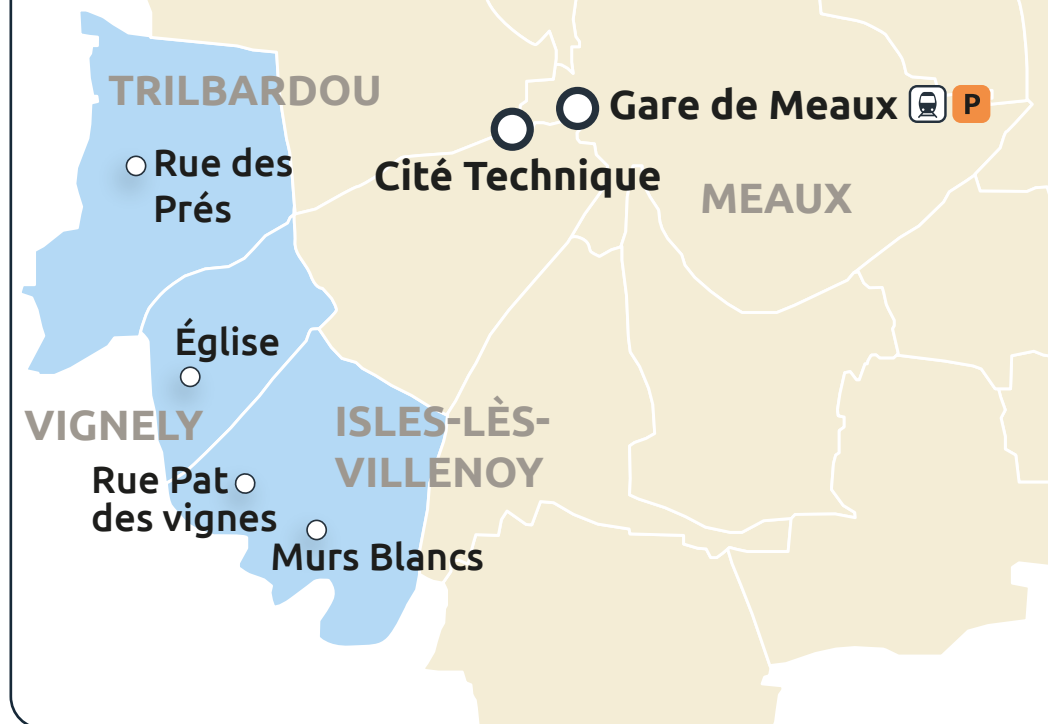 TRILBARDOU
Gare de Meaux P
Rue des
Prés
Cité Technique
MEAUX
Église
VIGNELY
ISLES-LÈS-
VILLENOY
Rue Pat
des vignes
Murs Blancs